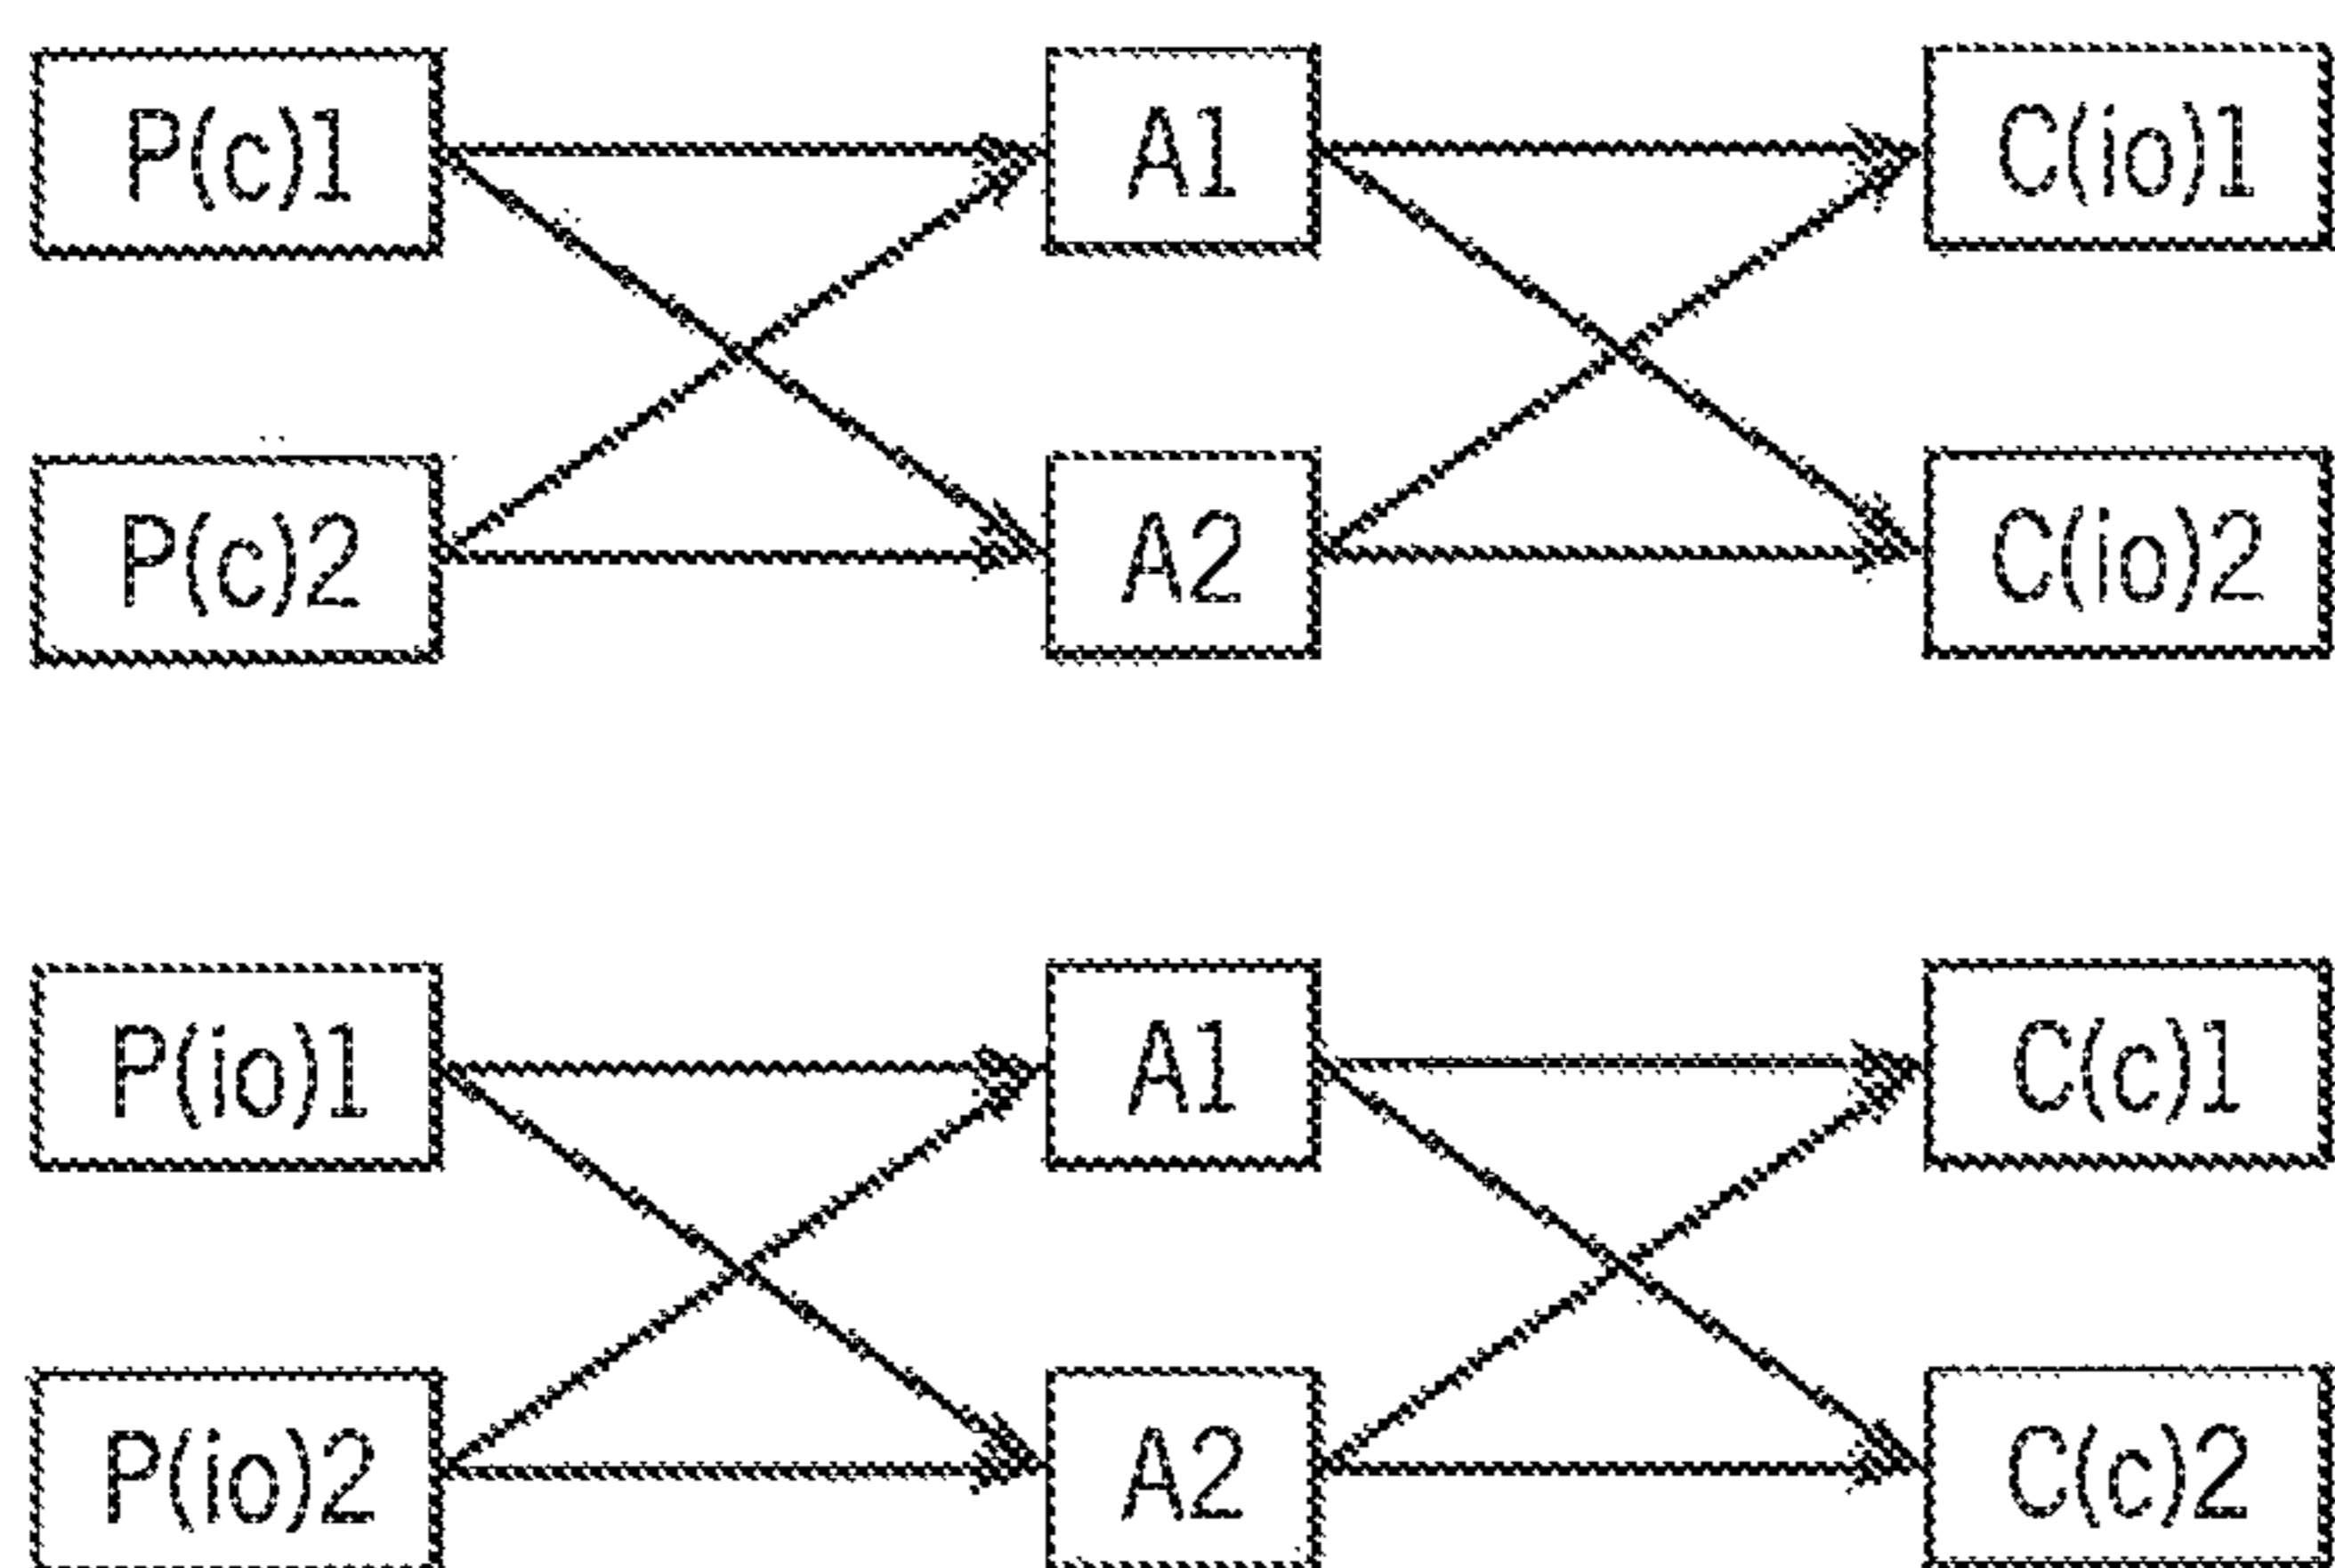 P(c)1 A1 C(io)1
P(c)2 A2 C(io)2
P(io)1 A1 C(c)1
P(io)2 A2 C(c)2